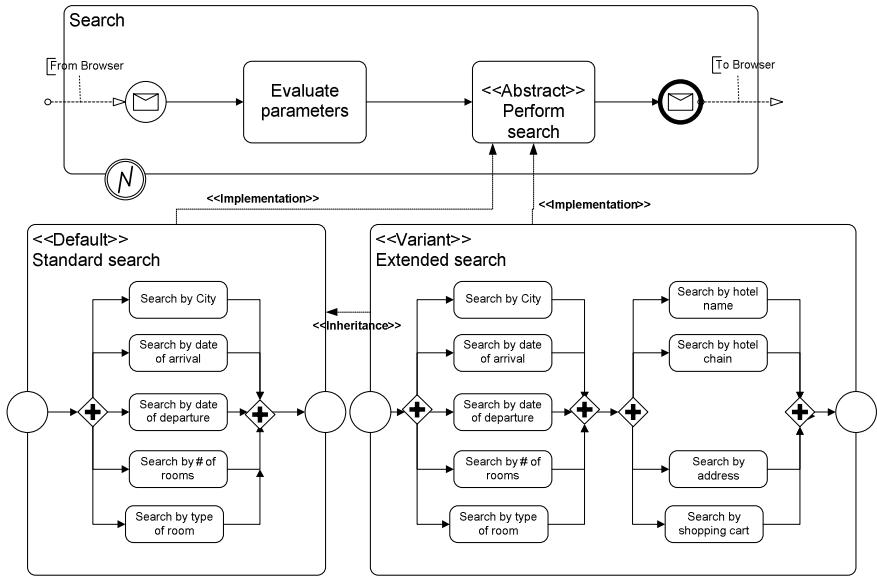 Search
From Browser
To Browser
Evaluate
parameters
<<Abstract>>
Perform
search
<<Implementation>>
<<Implementation>>
<<Default>>
Standard search
Search by City
Search by date
of arrival
Search by date
of departure
Search by # of
rooms
Search by type
of room
<<Inheritance>>
<<Variant>>
Extended search
Search by City
Search by date
of arrival
Search by date
of departure
Search by # of
rooms
Search by type
of room
Search by hotel
name
Search by hotel
chain
Search by
address
Search by
shopping cart